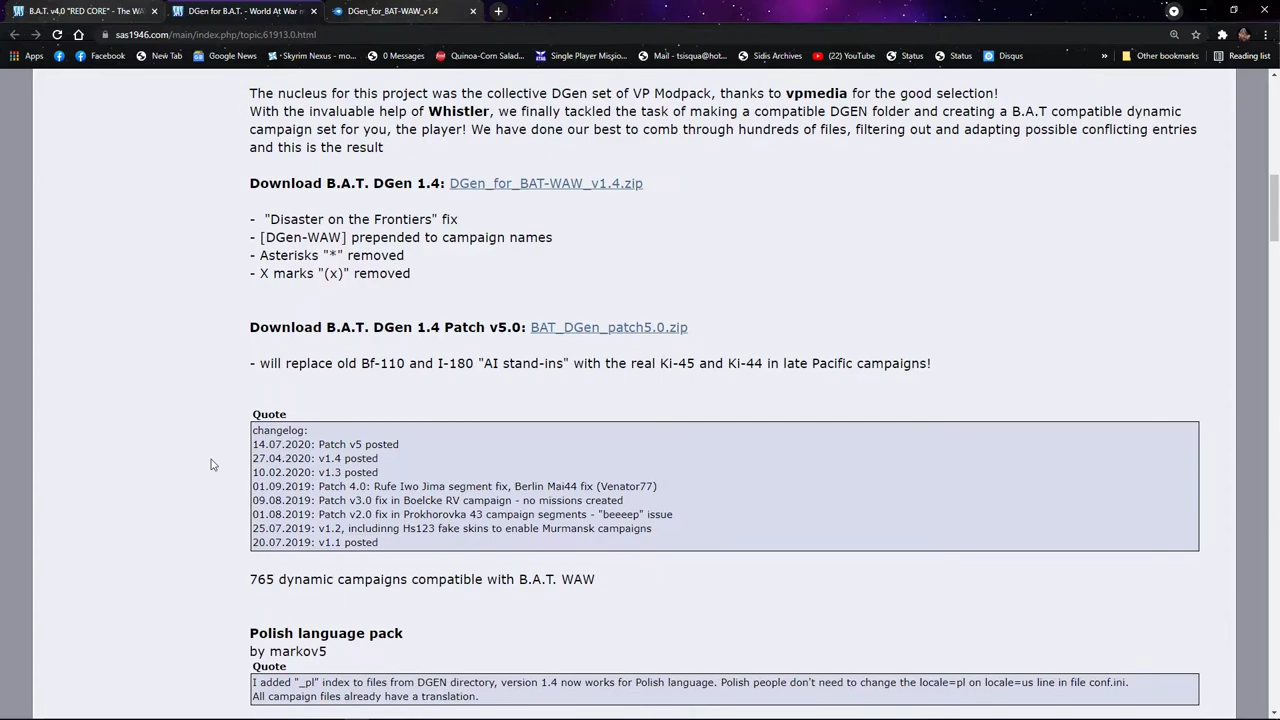 B.A.T. v4.0 "RED CORE" - The WA
DGen for B.A.T. - World At War
DGen_for_BAT-WAW_v1.4
sas1946.com/main/index.php/topic,61913.0.html
Apps
Facebook
New Tab
Google News
Skyrim Nexus - mo...
0 Messages
Quinoa-Corn Salad...
Single Player Missio...
Mail - tsisqua@hot...
Sidis Archives
(22) YouTube
Status
Status
Disqus
»
Other bookmarks
Reading list
The nucleus for this project was the collective DGen set of VP Modpack, thanks to vpmedia for the good selection!
With the invaluable help of Whistler, we finally tackled the task of making a compatible DGEN folder and creating a B.A.T compatible dynamic
campaign set for you, the player! We have done our best to comb through hundreds of files, filtering out and adapting possible conflicting entries
and this is the result
Download B.A.T. DGen 1.4: DGen_for_BAT-WAW_v1.4.zip
- "Disaster on the Frontiers" fix
- [DGen-WAW] prepended to campaign names
- Asterisks "*" removed
- X marks "(x)" removed
Download B.A.T. DGen 1.4 Patch v5.0: BAT_DGen_patch5.0.zip
- will replace old Bf-110 and I-180 "AI stand-ins" with the real Ki-45 and Ki-44 in late Pacific campaigns!
Quote
changelog:
14.07.2020: Patch v5 posted
27.04.2020: v1.4 posted
10.02.2020: v1.3 posted
01.09.2019: Patch 4.0: Rufe Iwo Jima segment fix, Berlin Mai44 fix (Venator77)
09.08.2019: Patch v3.0 fix in Boelcke RV campaign - no missions created
01.08.2019: Patch v2.0 fix in Prokhorovka 43 campaign segments - "beeeep" issue
25.07.2019: v1.2, includinng Hs123 fake skins to enable Murmansk campaigns
20.07.2019: v1.1 posted
765 dynamic campaigns compatible with B.A.T. WAW
Polish language pack
by markov5
Quote
I added "_pl" index to files from DGEN directory, version 1.4 now works for Polish language. Polish people don't need to change the locale=pl on locale=us line in file conf.ini.
All campaign files already have a translation.